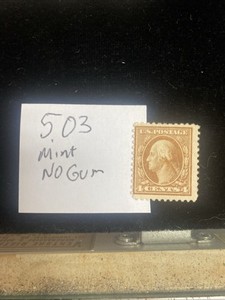 503
Mint
NO Gum
U.S. POSTAGE
4 CENTS 4